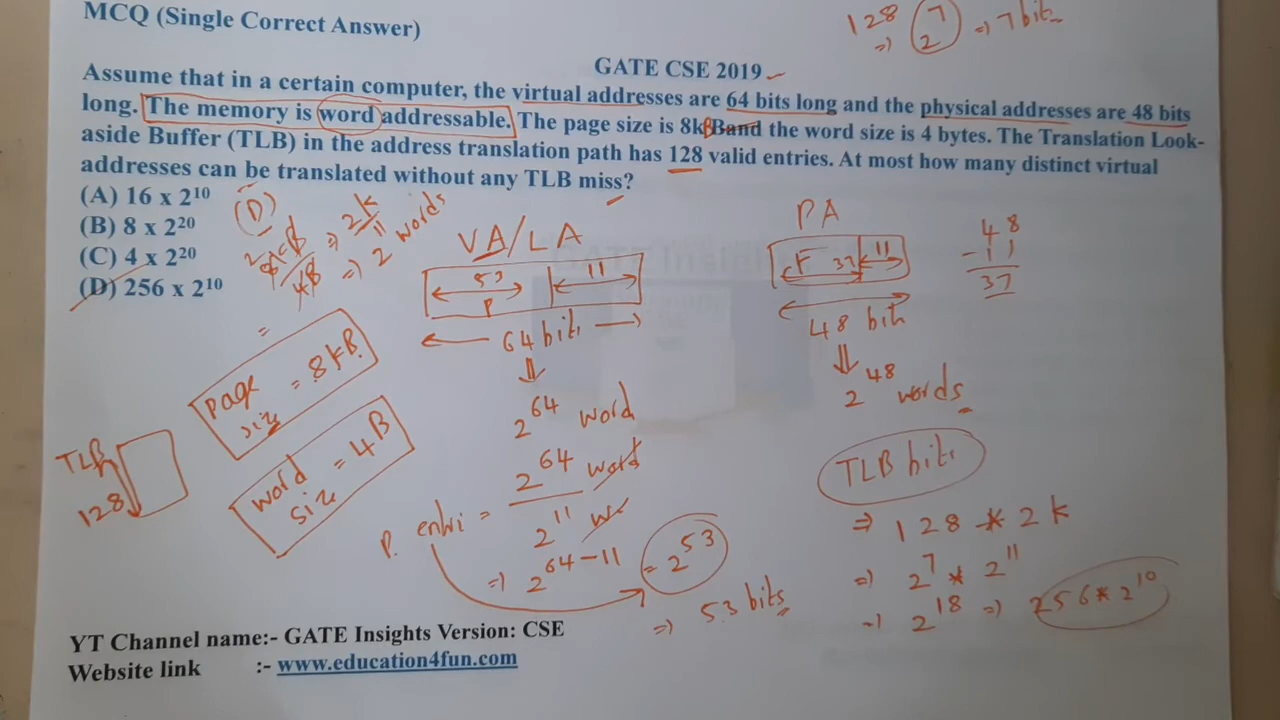 MCQ (Single Correct Answer)
128 ⇒ 2^7 ⇒ 7 bits
GATE CSE 2019
Assume that in a certain computer, the virtual addresses are 64 bits long and the physical addresses are 48 bits
long. The memory is word addressable. The page size is 8kB and the word size is 4 bytes. The Translation Look-
aside Buffer (TLB) in the address translation path has 128 valid entries. At most how many distinct virtual
addresses can be translated without any TLB miss?
(A) 16 x 2^10
(B) 8 x 2^20
(C) 4 x 2^20
(D) 256 x 2^10
(D)
8kB/4B ⇒ 2k
⇒ 2^11 words
=
page size = 8kB
word size = 4B
TLB
128
VA/LA
53 11
P
64 bits
2^64 word
P. entri = 2^64 word / 2^11 w
⇒ 2^64-11 = 2^53
⇒ 53 bits
PA
F 37 11
48 bit
2^48 words
48
- 11
37
TLB bits
⇒ 128 * 2k
⇒ 2^7 * 2^11
⇒ 2^18 ⇒ 256 * 2^10
YT Channel name:- GATE Insights Version: CSE
Website link :- www.education4fun.com